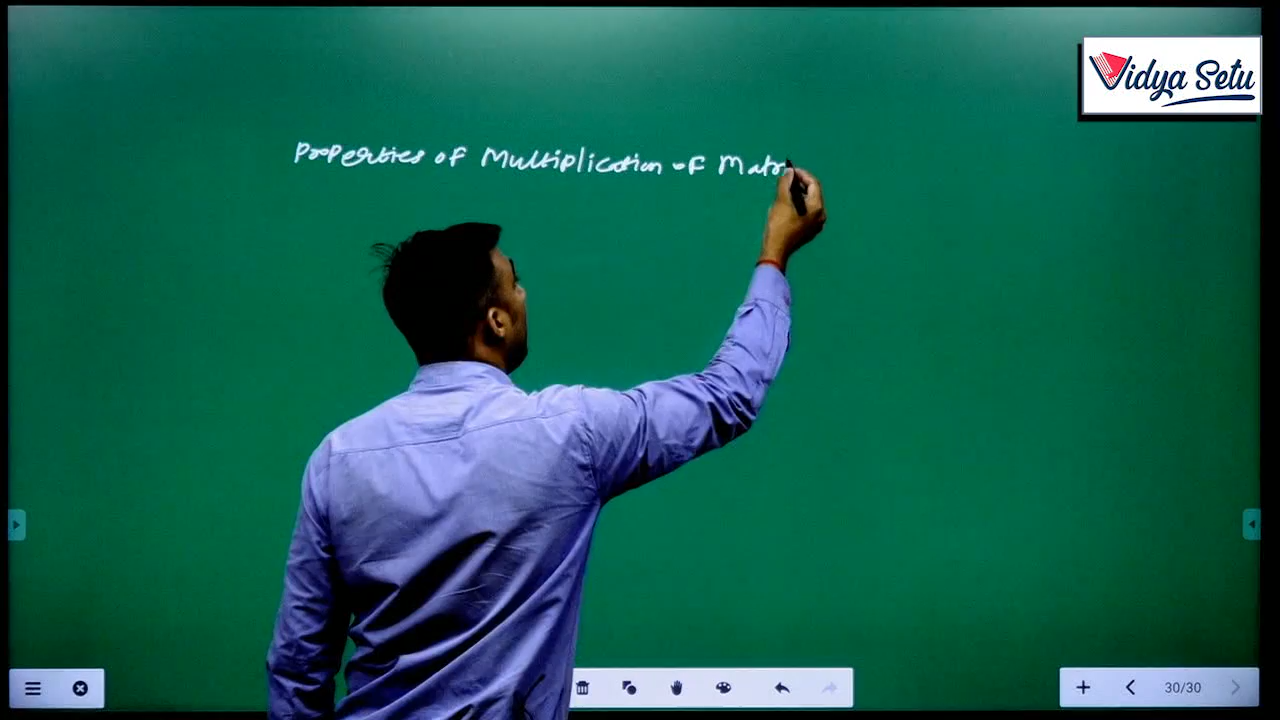 Vidya Setu
Properties of Multiplication of Matr
30/30